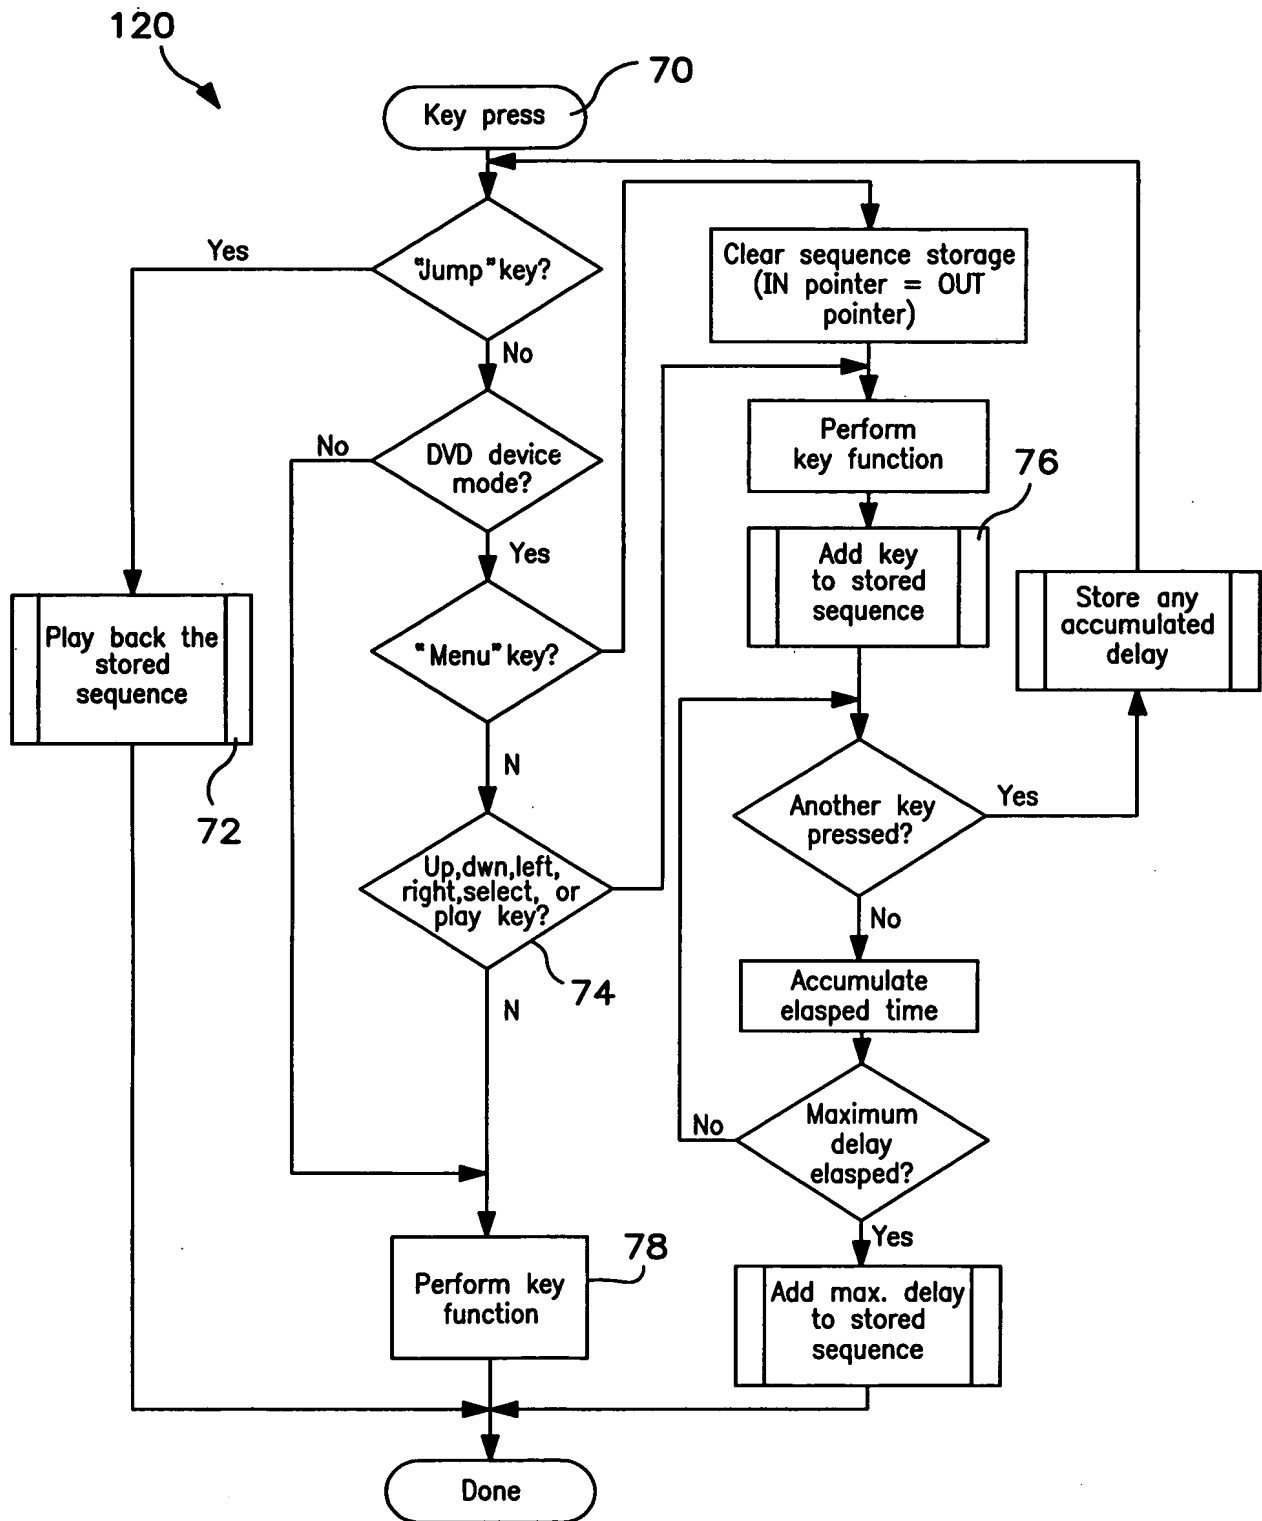 120
70
Key press
"Jump" key?
Yes
No
Clear sequence storage
(IN pointer = OUT
pointer)
DVD device
mode?
No
Yes
Perform
key function
76
Add key
to stored
sequence
Store any
accumulated
delay
Play back the
stored
sequence
72
"Menu" key?
N
Another key
pressed?
Yes
No
Up,dwn,left,
right,select, or
play key?
74
N
Accumulate
elasped time
Maximum
delay
elasped?
No
Yes
Perform key
function
78
Add max. delay
to stored
sequence
Done